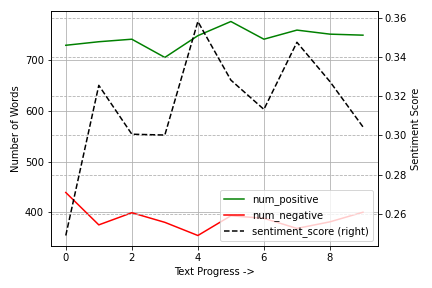 0.36
0.34
0.32
0.30
0.28
0.26
700
600
500
400
Number of Words
Sentiment Score
num_positive
num_negative
sentiment_score (right)
0 2 4 6 8
Text Progress ->